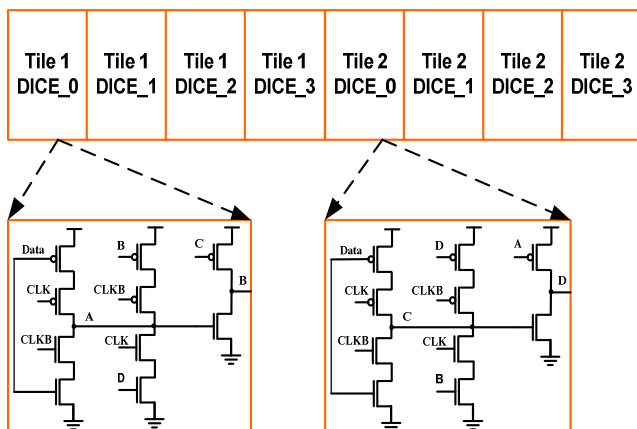 Tile 1 Tile 1 Tile 1 Tile 1 Tile 2 Tile 2 Tile 2 Tile 2
DICE_0 DICE_1 DICE_2 DICE_3 DICE_0 DICE_1 DICE_2 DICE_3
Data B C
CLK CLKB B
A
CLKB CLK
D
Data D A
CLK CLKB D
C
CLKB CLK
B